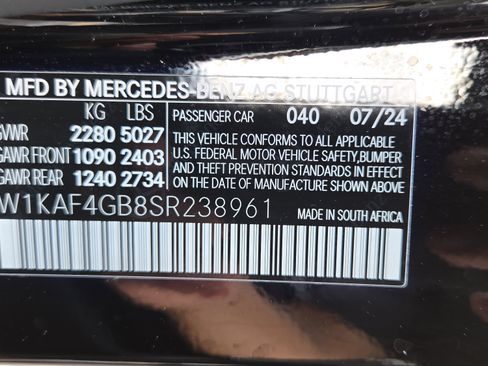 MFD BY MERCEDES-BENZ AG STUTTGART
KG LBS
PASSENGER CAR 040 07/24
GVWR 2280 5027
GAWR FRONT 1090 2403
GAWR REAR 1240 2734
THIS VEHICLE CONFORMS TO ALL APPLICABLE
U.S. FEDERAL MOTOR VEHICLE SAFETY, BUMPER
AND THEFT PREVENTION STANDARDS IN EFFECT
ON THE DATE OF MANUFACTURE SHOWN ABOVE.
W1KAF4GB8SR238961
MADE IN SOUTH AFRICA